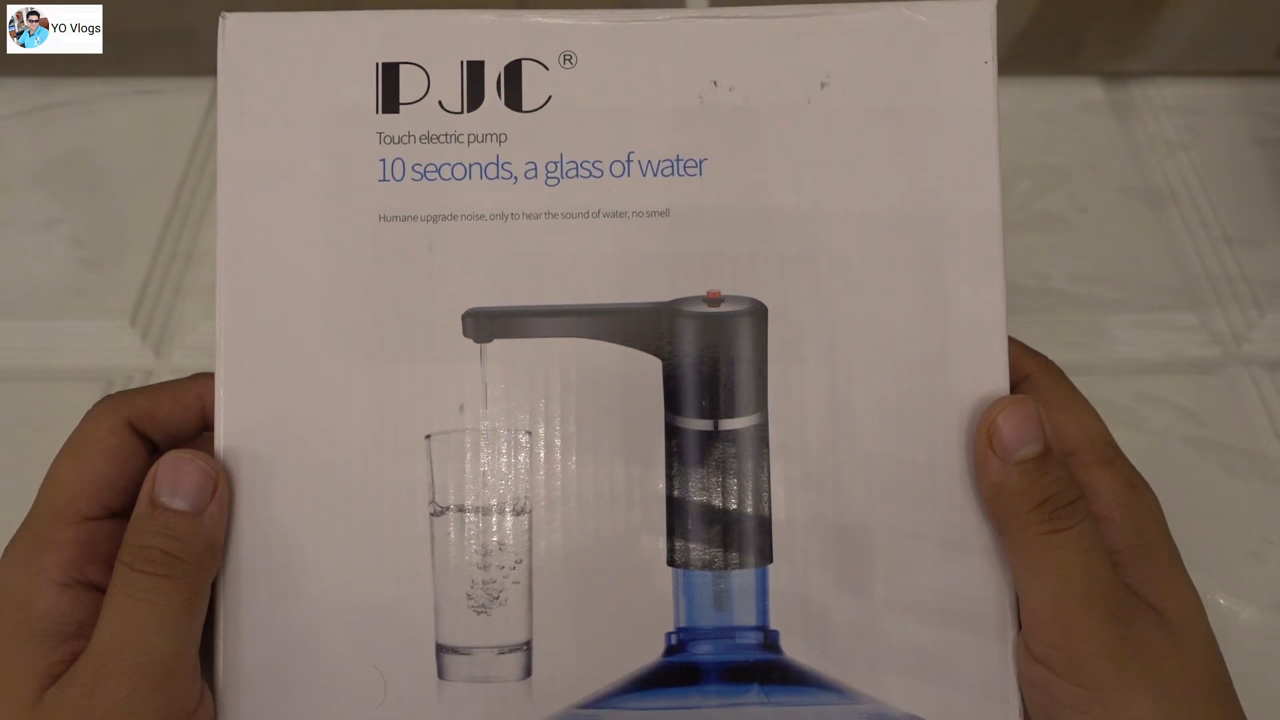 YO Vlogs
PJC®
Touch electric pump
10 seconds, a glass of water
Humane upgrade noise, only to hear the sound of water, no smell